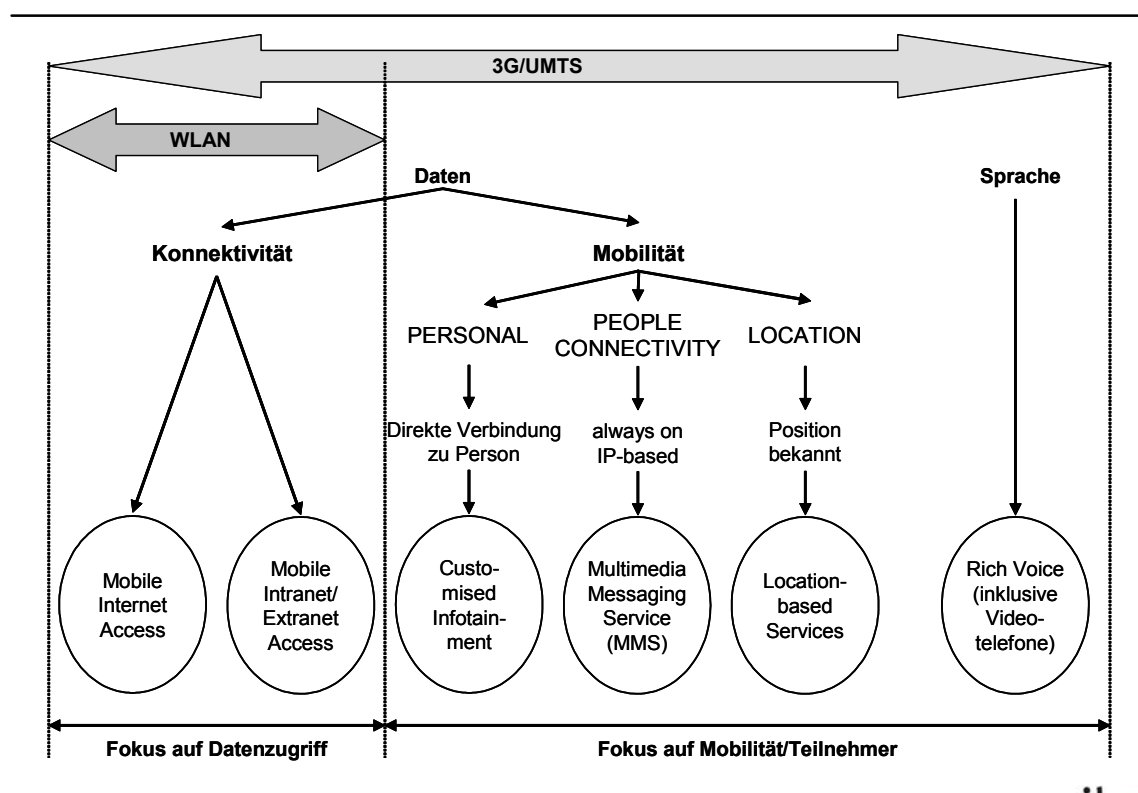 3G/UMTS
WLAN
Daten
Sprache
Konnektivität
Mobilität
PERSONAL
PEOPLE
CONNECTIVITY
LOCATION
Direkte Verbindung
zu Person
always on
IP-based
Position
bekannt
Mobile
Internet
Access
Mobile
Intranet/
Extranet
Access
Custo-
mised
Infotain-
ment
Multimedia
Messaging
Service
(MMS)
Location-
based
Services
Rich Voice
(inklusive
Video-
telefone)
Fokus auf Datenzugriff
Fokus auf Mobilität/Teilnehmer